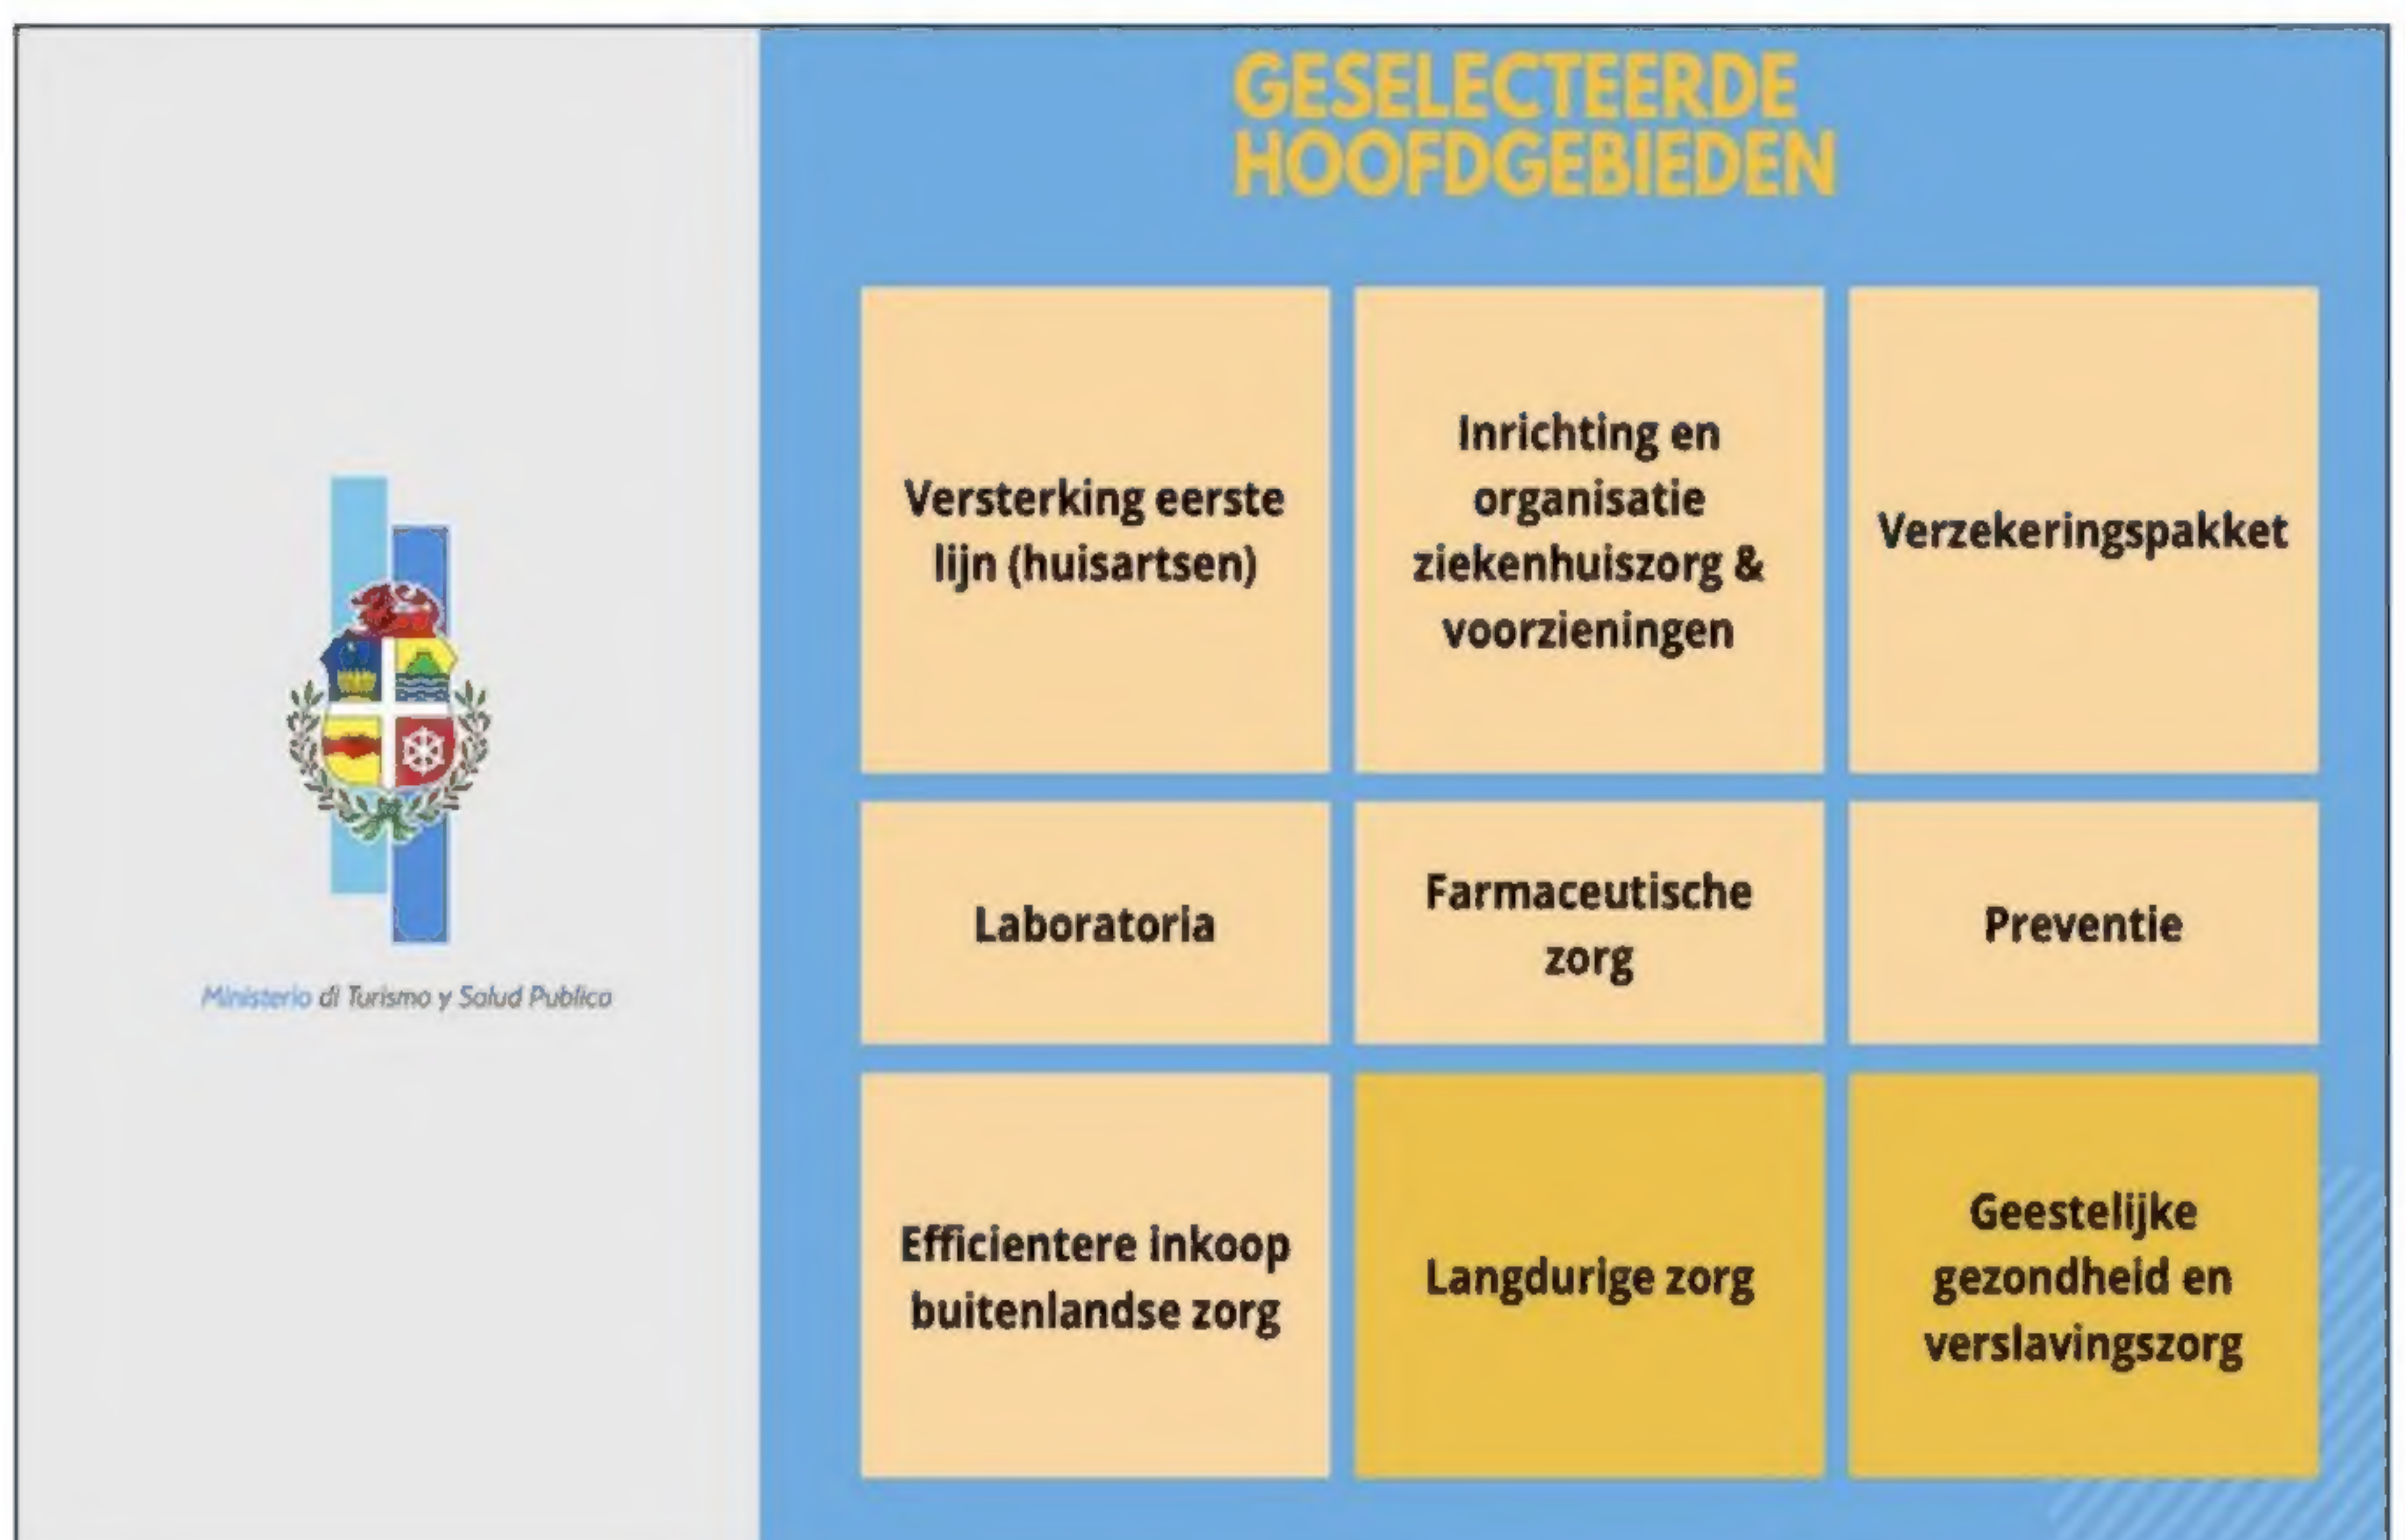 GESELECTEERDE
HOOFDGEBIEDEN
Versterking eerste
lijn (huisartsen)
Inrichting en
organisatie
ziekenhuiszorg &
voorzieningen
Verzekeringspakket
Laboratoria
Farmaceutische
zorg
Preventie
Efficientere inkoop
buitenlandse zorg
Langdurige zorg
Geestelijke
gezondheid en
verslavingszorg
Ministerio di Turismo y Salud Publico